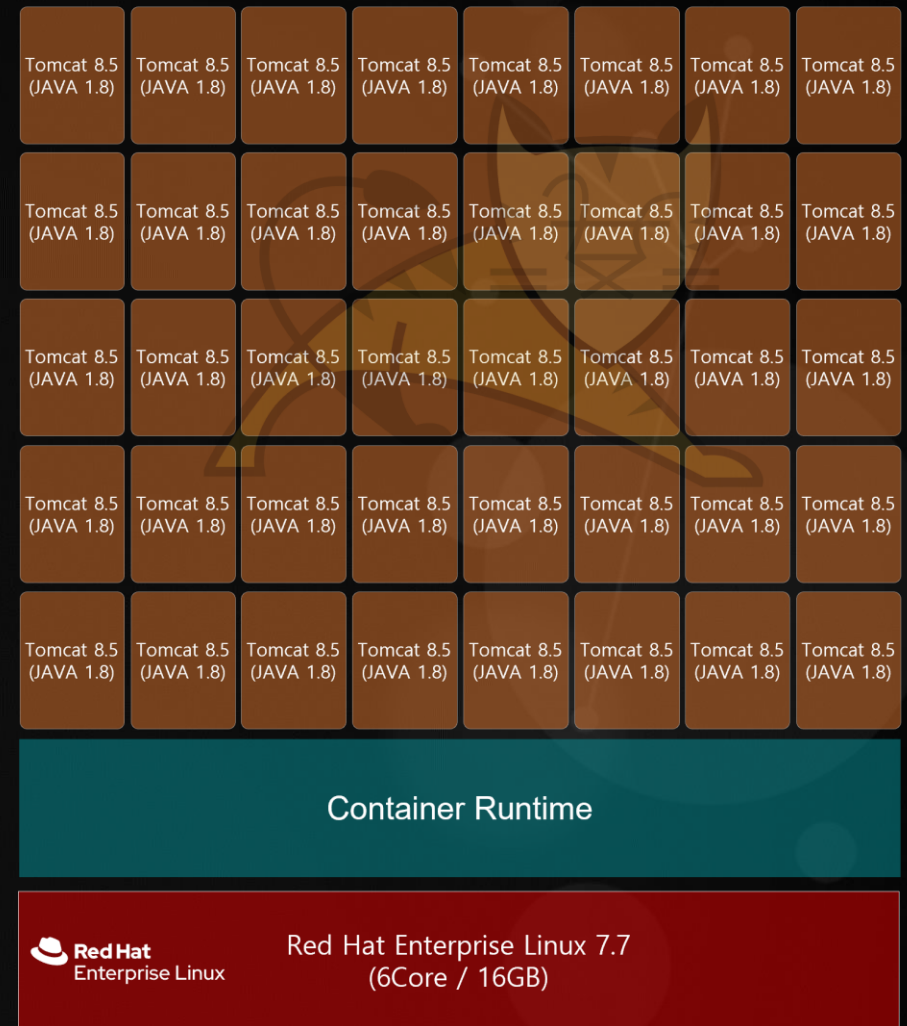 Tomcat 8.5 Tomcat 8.5 Tomcat 8.5 Tomcat 8.5 Tomcat 8.5 Tomcat 8.5 Tomcat 8.5 Tomcat 8.5
(JAVA 1.8) (JAVA 1.8) (JAVA 1.8) (JAVA 1.8) (JAVA 1.8) (JAVA 1.8) (JAVA 1.8) (JAVA 1.8)
Tomcat 8.5 Tomcat 8.5 Tomcat 8.5 Tomcat 8.5 Tomcat 8.5 Tomcat 8.5 Tomcat 8.5 Tomcat 8.5
(JAVA 1.8) (JAVA 1.8) (JAVA 1.8) (JAVA 1.8) (JAVA 1.8) (JAVA 1.8) (JAVA 1.8) (JAVA 1.8)
Tomcat 8.5 Tomcat 8.5 Tomcat 8.5 Tomcat 8.5 Tomcat 8.5 Tomcat 8.5 Tomcat 8.5 Tomcat 8.5
(JAVA 1.8) (JAVA 1.8) (JAVA 1.8) (JAVA 1.8) (JAVA 1.8) (JAVA 1.8) (JAVA 1.8) (JAVA 1.8)
Tomcat 8.5 Tomcat 8.5 Tomcat 8.5 Tomcat 8.5 Tomcat 8.5 Tomcat 8.5 Tomcat 8.5 Tomcat 8.5
(JAVA 1.8) (JAVA 1.8) (JAVA 1.8) (JAVA 1.8) (JAVA 1.8) (JAVA 1.8) (JAVA 1.8) (JAVA 1.8)
Tomcat 8.5 Tomcat 8.5 Tomcat 8.5 Tomcat 8.5 Tomcat 8.5 Tomcat 8.5 Tomcat 8.5 Tomcat 8.5
(JAVA 1.8) (JAVA 1.8) (JAVA 1.8) (JAVA 1.8) (JAVA 1.8) (JAVA 1.8) (JAVA 1.8) (JAVA 1.8)
Container Runtime
Red Hat
Enterprise Linux
Red Hat Enterprise Linux 7.7
(6Core / 16GB)